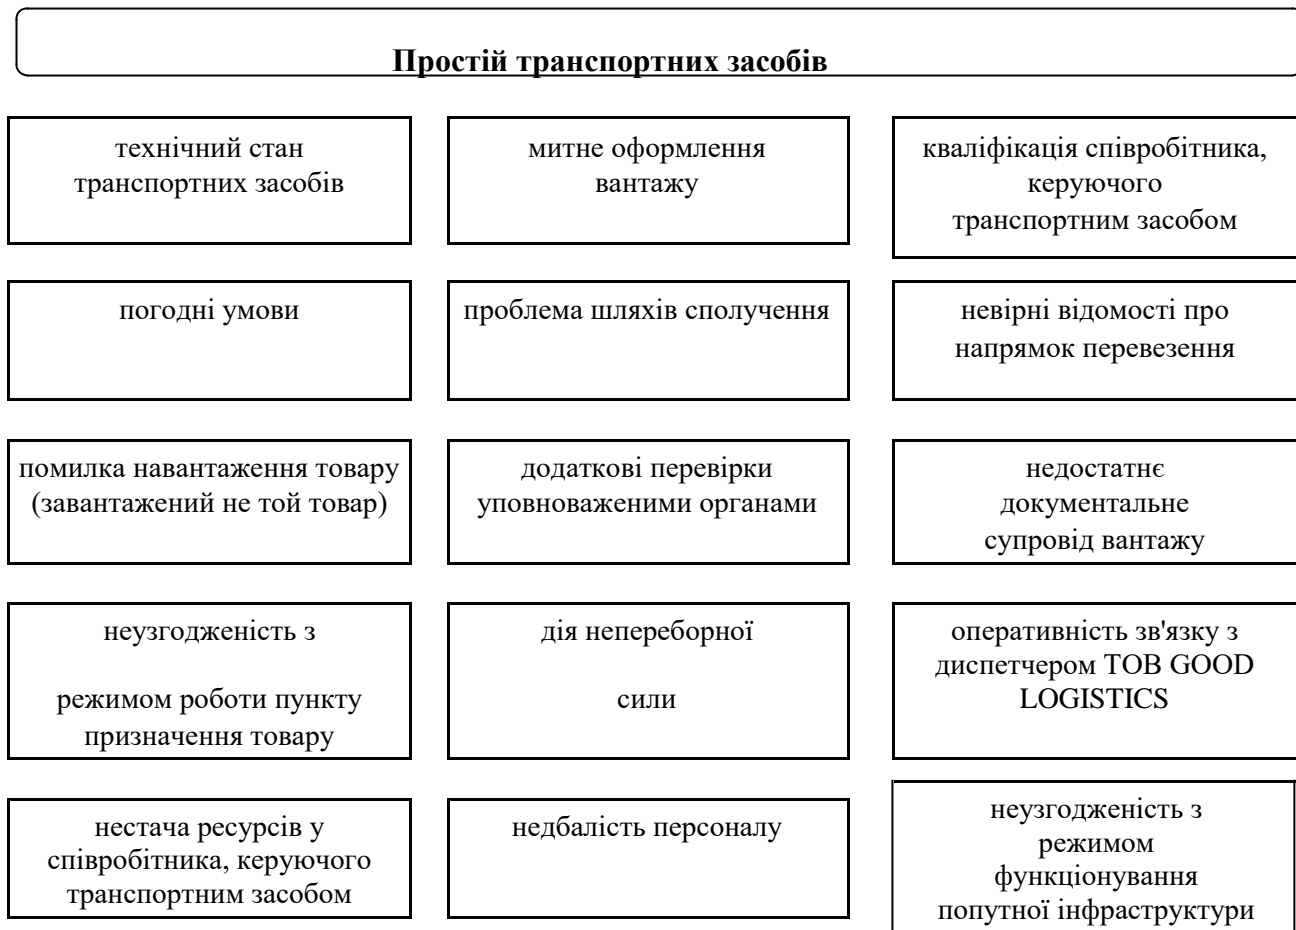 Простій транспортних засобів
технічний стан
транспортних засобів
митне оформлення
вантажу
кваліфікація співробітника,
керуючого
транспортним засобом
погодні умови
проблема шляхів сполучення
невірні відомості про
напрямок перевезення
помилка навантаження товару
(завантажений не той товар)
додаткові перевірки
уповноваженими органами
недостатнє
документальне
супровід вантажу
неузгодженість з
режимом роботи пункту
призначення товару
дія непереборної
сили
оперативність зв'язку з
диспетчером ТОВ GOOD
LOGISTICS
нестача ресурсів у
співробітника, керуючого
транспортним засобом
недбалість персоналу
неузгодженість з
режимом
функціонування
попутної інфраструктури